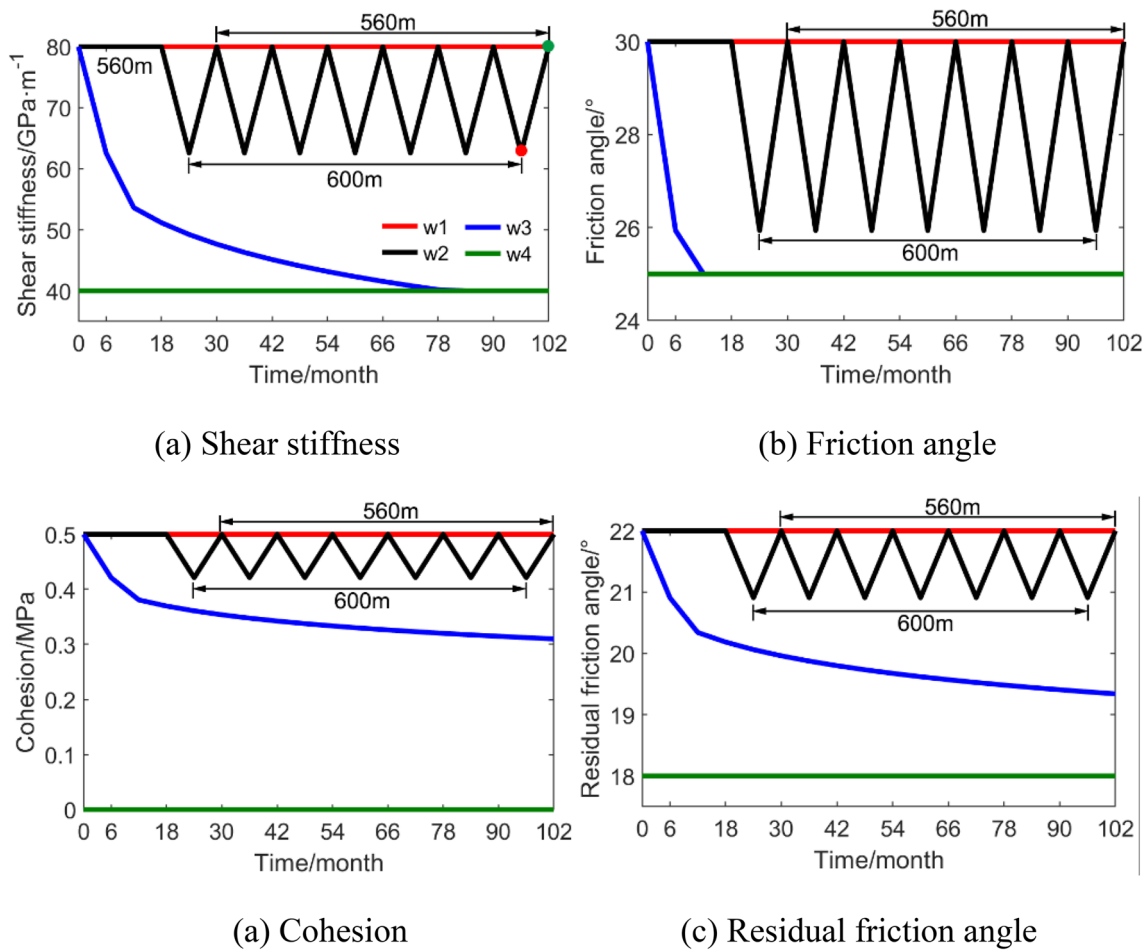 560m
80
560m
70
60
600m
50
w1 w3
w2 w4
40
Shear stiffness/GPa·m⁻¹
0 6 18 30 42 54 66 78 90 102
Time/month
(a) Shear stiffness
560m
30
28
26
600m
24
Friction angle/°
0 6 18 30 42 54 66 78 90 102
Time/month
(b) Friction angle
560m
0.5
0.4
600m
0.3
0.2
0.1
0
Cohesion/MPa
0 6 18 30 42 54 66 78 90 102
Time/month
(a) Cohesion
560m
22
21
600m
20
19
18
Residual friction angle/°
0 6 18 30 42 54 66 78 90 102
Time/month
(c) Residual friction angle